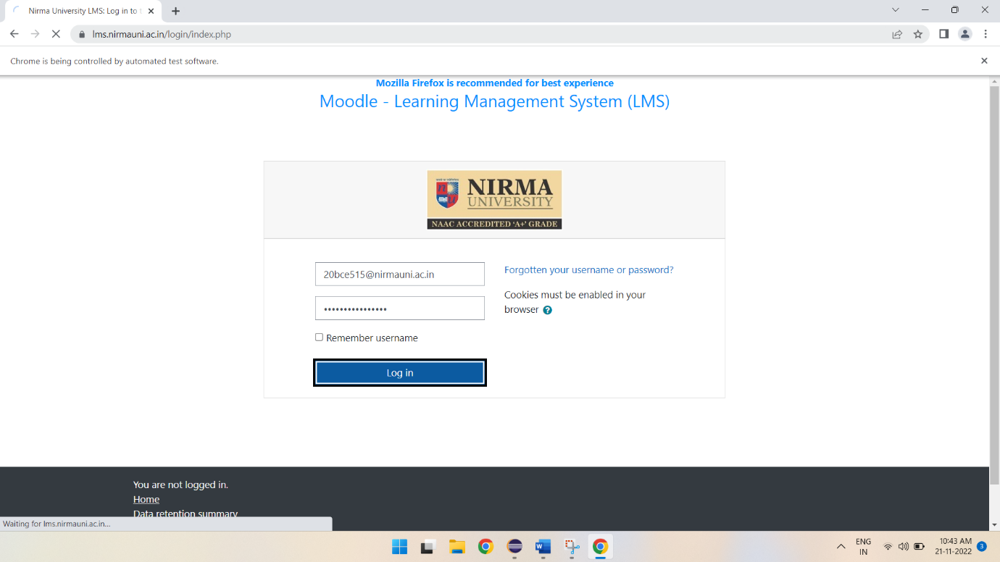 Nirma University LMS: Log in to
lms.nirmauni.ac.in/login/index.php
Chrome is being controlled by automated test software.
Mozilla Firefox is recommended for best experience
Moodle - Learning Management System (LMS)
NIRMA
UNIVERSITY
NAAC ACCREDITED 'A+' GRADE
20bce515@nirmauni.ac.in
••••••••••••••••
Forgotten your username or password?
Cookies must be enabled in your
browser
Remember username
Log in
You are not logged in.
Home
Data retention summary
Waiting for lms.nirmauni.ac.in...
ENG
IN
10:43 AM
21-11-2022
3